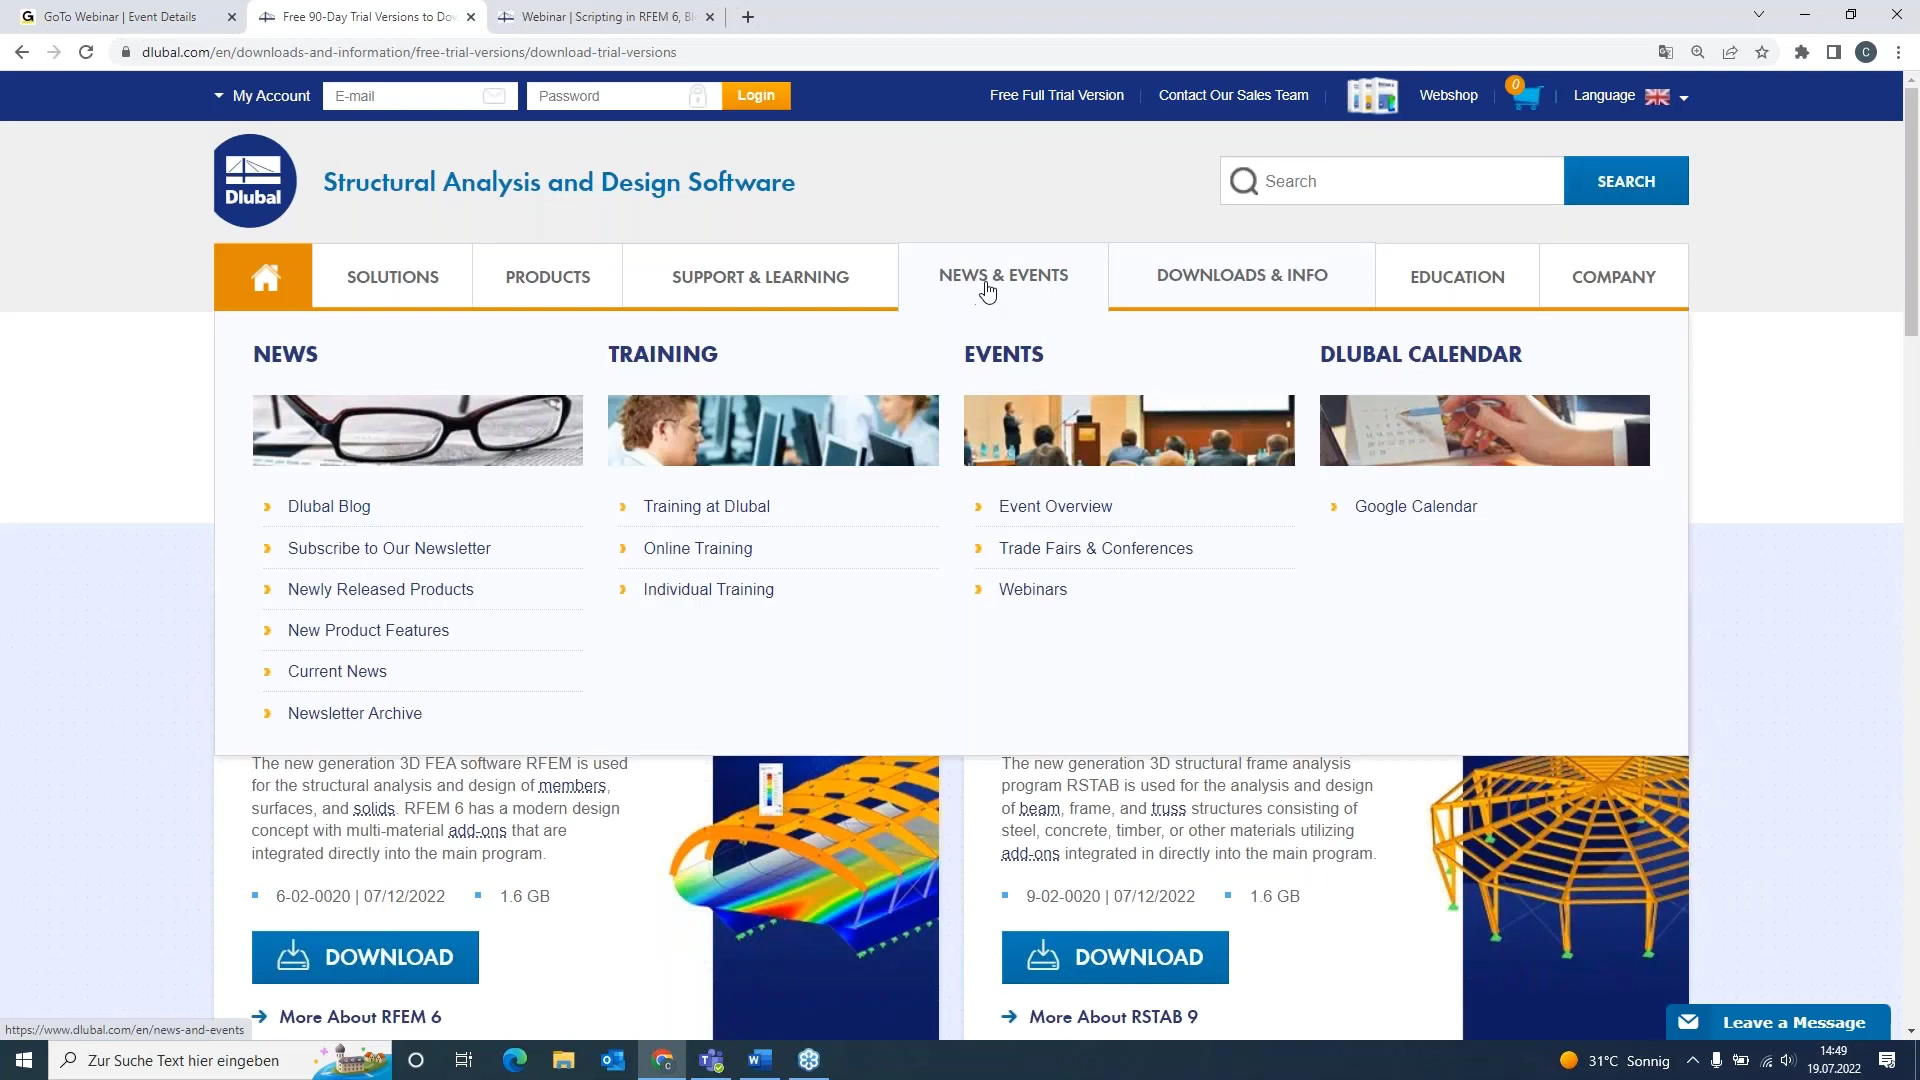 GoTo Webinar | Event Details
Free 90-Day Trial Versions to Do
Webinar | Scripting in RFEM 6, Bl
dlubal.com/en/downloads-and-information/free-trial-versions/download-trial-versions
C
My Account
E-mail
Password
Login
Free Full Trial Version
Contact Our Sales Team
Webshop
0
Language
Dlubal
Structural Analysis and Design Software
Search
SEARCH
SOLUTIONS
PRODUCTS
SUPPORT & LEARNING
NEWS & EVENTS
DOWNLOADS & INFO
EDUCATION
COMPANY
NEWS
Dlubal Blog
Subscribe to Our Newsletter
Newly Released Products
New Product Features
Current News
Newsletter Archive
TRAINING
Training at Dlubal
Online Training
Individual Training
EVENTS
Event Overview
Trade Fairs & Conferences
Webinars
DLUBAL CALENDAR
Google Calendar
The new generation 3D FEA software RFEM is used
for the structural analysis and design of members,
surfaces, and solids. RFEM 6 has a modern design
concept with multi-material add-ons that are
integrated directly into the main program.
6-02-0020 | 07/12/2022
1.6 GB
DOWNLOAD
More About RFEM 6
The new generation 3D structural frame analysis
program RSTAB is used for the analysis and design
of beam, frame, and truss structures consisting of
steel, concrete, timber, or other materials utilizing
add-ons integrated in directly into the main program.
9-02-0020 | 07/12/2022
1.6 GB
DOWNLOAD
More About RSTAB 9
Leave a Message
https://www.dlubal.com/en/news-and-events
Zur Suche Text hier eingeben
31°C Sonnig
14:49
19.07.2022